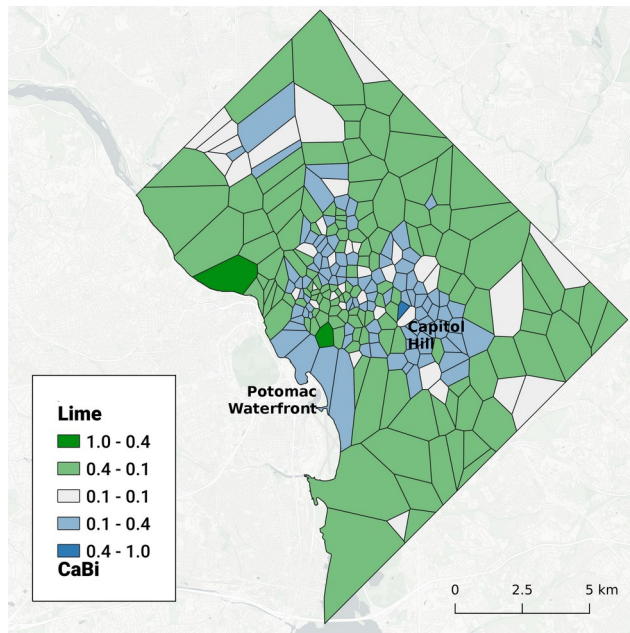 Capitol
Hill
Potomac
Waterfront
Lime
1.0 - 0.4
0.4 - 0.1
0.1 - 0.1
0.1 - 0.4
0.4 - 1.0
CaBi
0 2.5 5 km